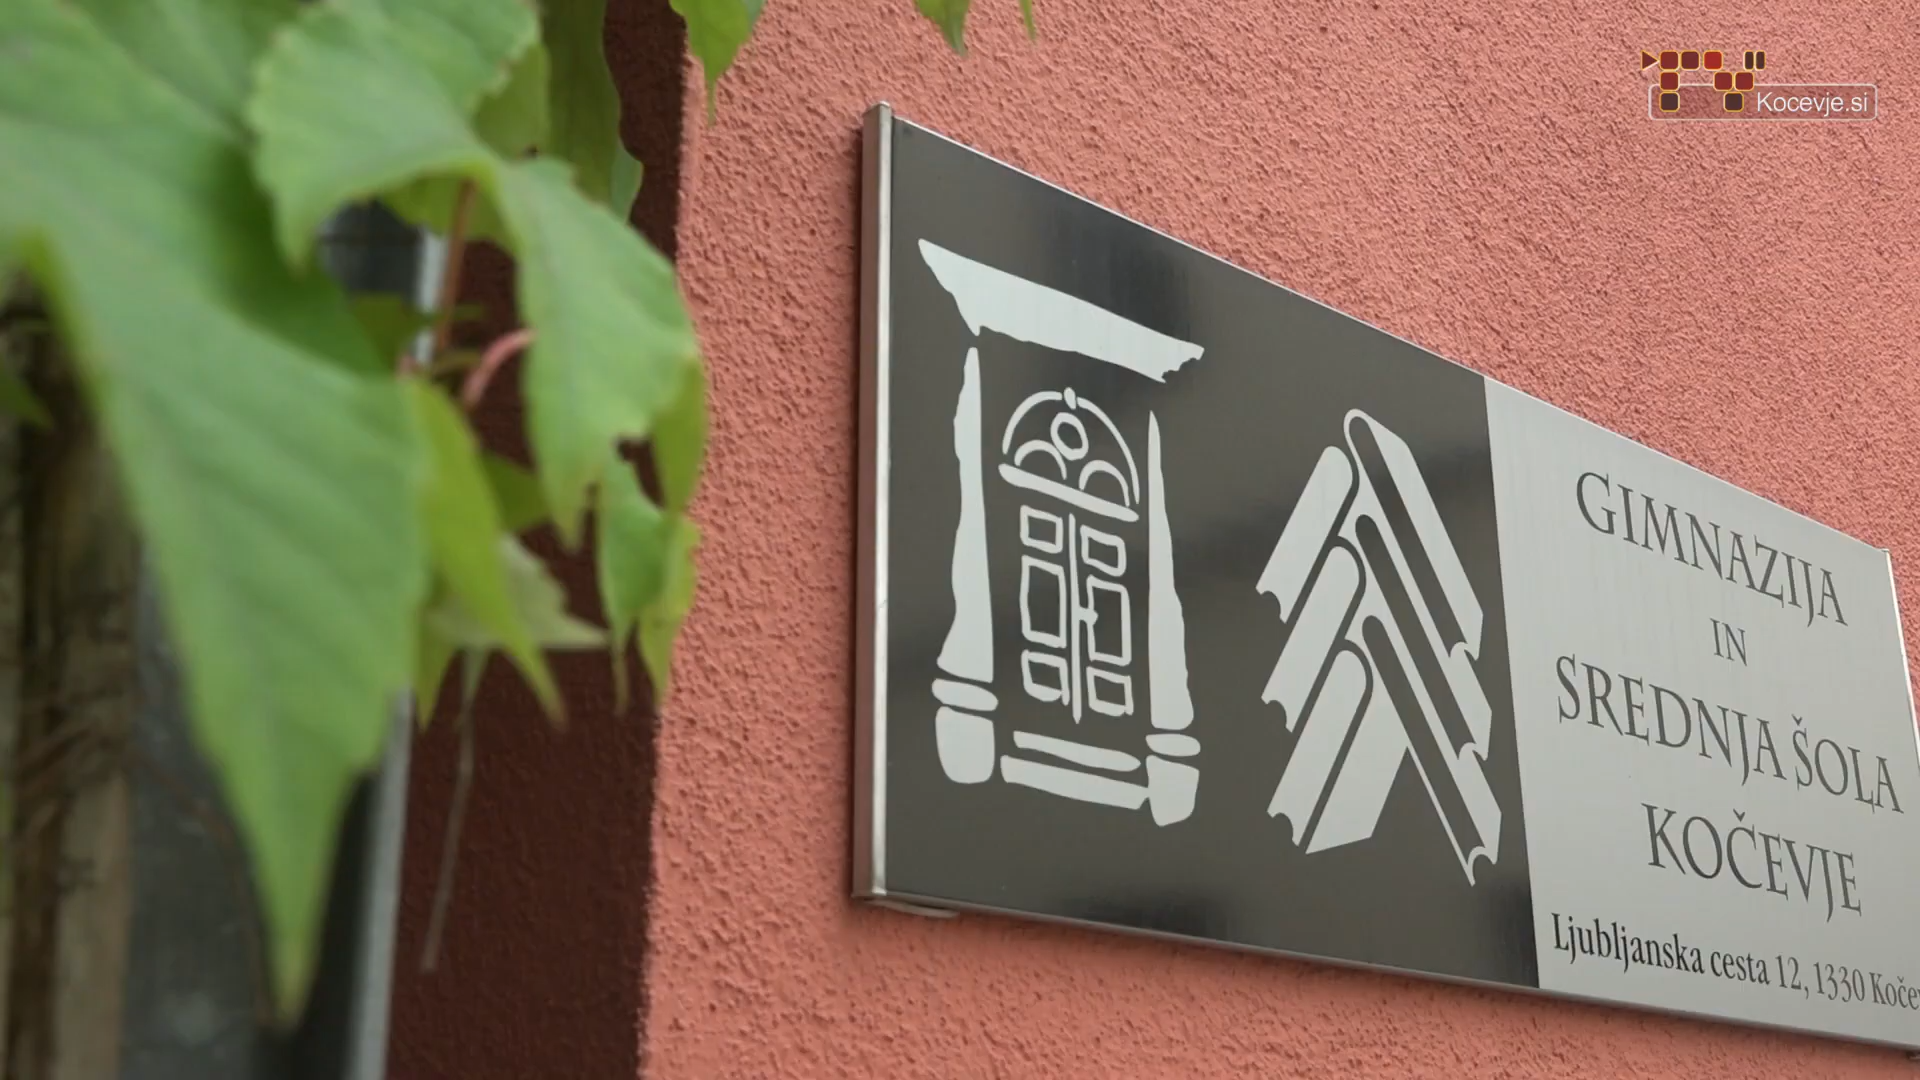 Kocevje.si
GIMNAZIJA
IN
SREDNJA ŠOLA
KOČEVJE
Ljubljanska cesta 12, 1330